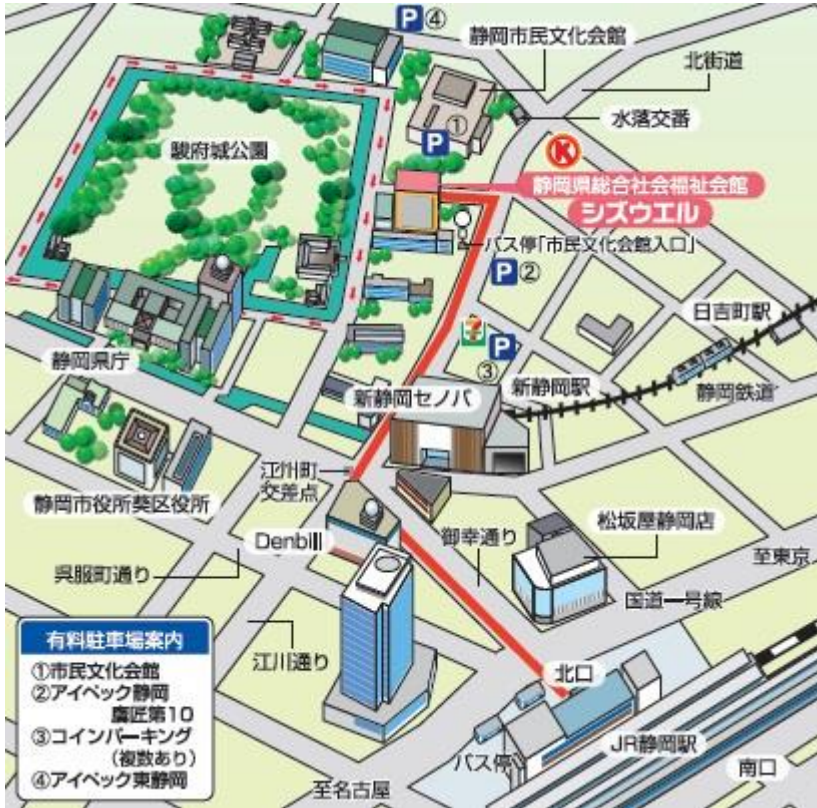 P④
静岡市民文化会館
北街道
①
水落交番
P
K
駿府城公園
静岡県総合社会福祉会館
シズウエル
バス停「市民文化会館入口」
P②
日吉町駅
7
P
③
静岡県庁
新静岡セノバ
新静岡駅
静岡鉄道
江川町
交差点
静岡市役所葵区役所
Denbill
御幸通り
松坂屋静岡店
至東京
呉服町通り
国道一号線
有料駐車場案内
①市民文化会館
②アイペック静岡
鷹匠第10
③コインパーキング
(複数あり)
④アイペック東静岡
江川通り
北口
JR静岡駅
バス停
南口
至名古屋